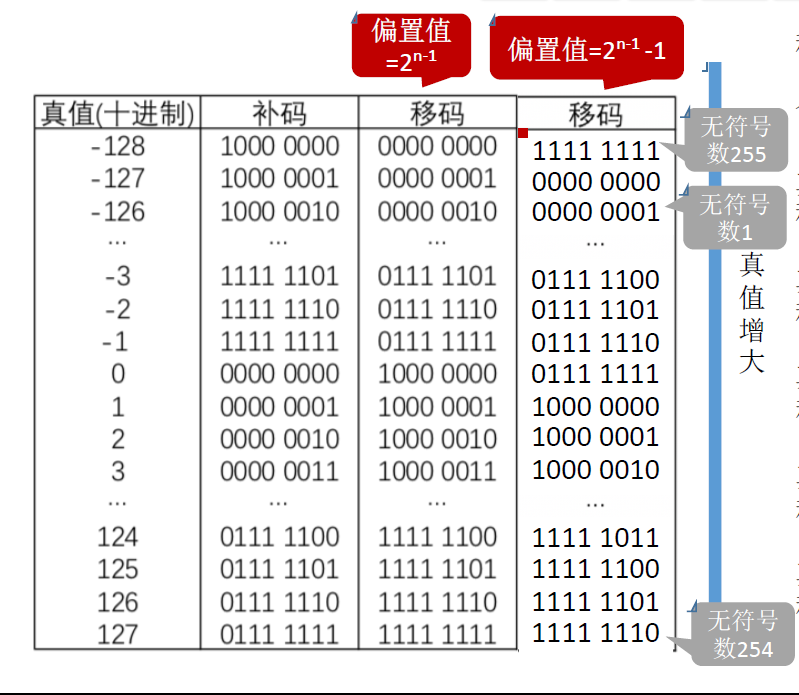 偏置值
=2ⁿ⁻¹
偏置值=2ⁿ⁻¹ -1
真值(十进制) 补码 移码 移码
-128 1000 0000 0000 0000 1111 1111
-127 1000 0001 0000 0001 0000 0000
-126 1000 0010 0000 0010 0000 0001
... ... ... ...
-3 1111 1101 0111 1101 0111 1100
-2 1111 1110 0111 1110 0111 1101
-1 1111 1111 0111 1111 0111 1110
0 0000 0000 1000 0000 0111 1111
1 0000 0001 1000 0001 1000 0000
2 0000 0010 1000 0010 1000 0001
3 0000 0011 1000 0011 1000 0010
... ... ... ...
124 0111 1100 1111 1100 1111 1011
125 0111 1101 1111 1101 1111 1100
126 0111 1110 1111 1110 1111 1101
127 0111 1111 1111 1111 1111 1110
无符号
数255
无符号
数1
真
值
增
大
无符号
数254